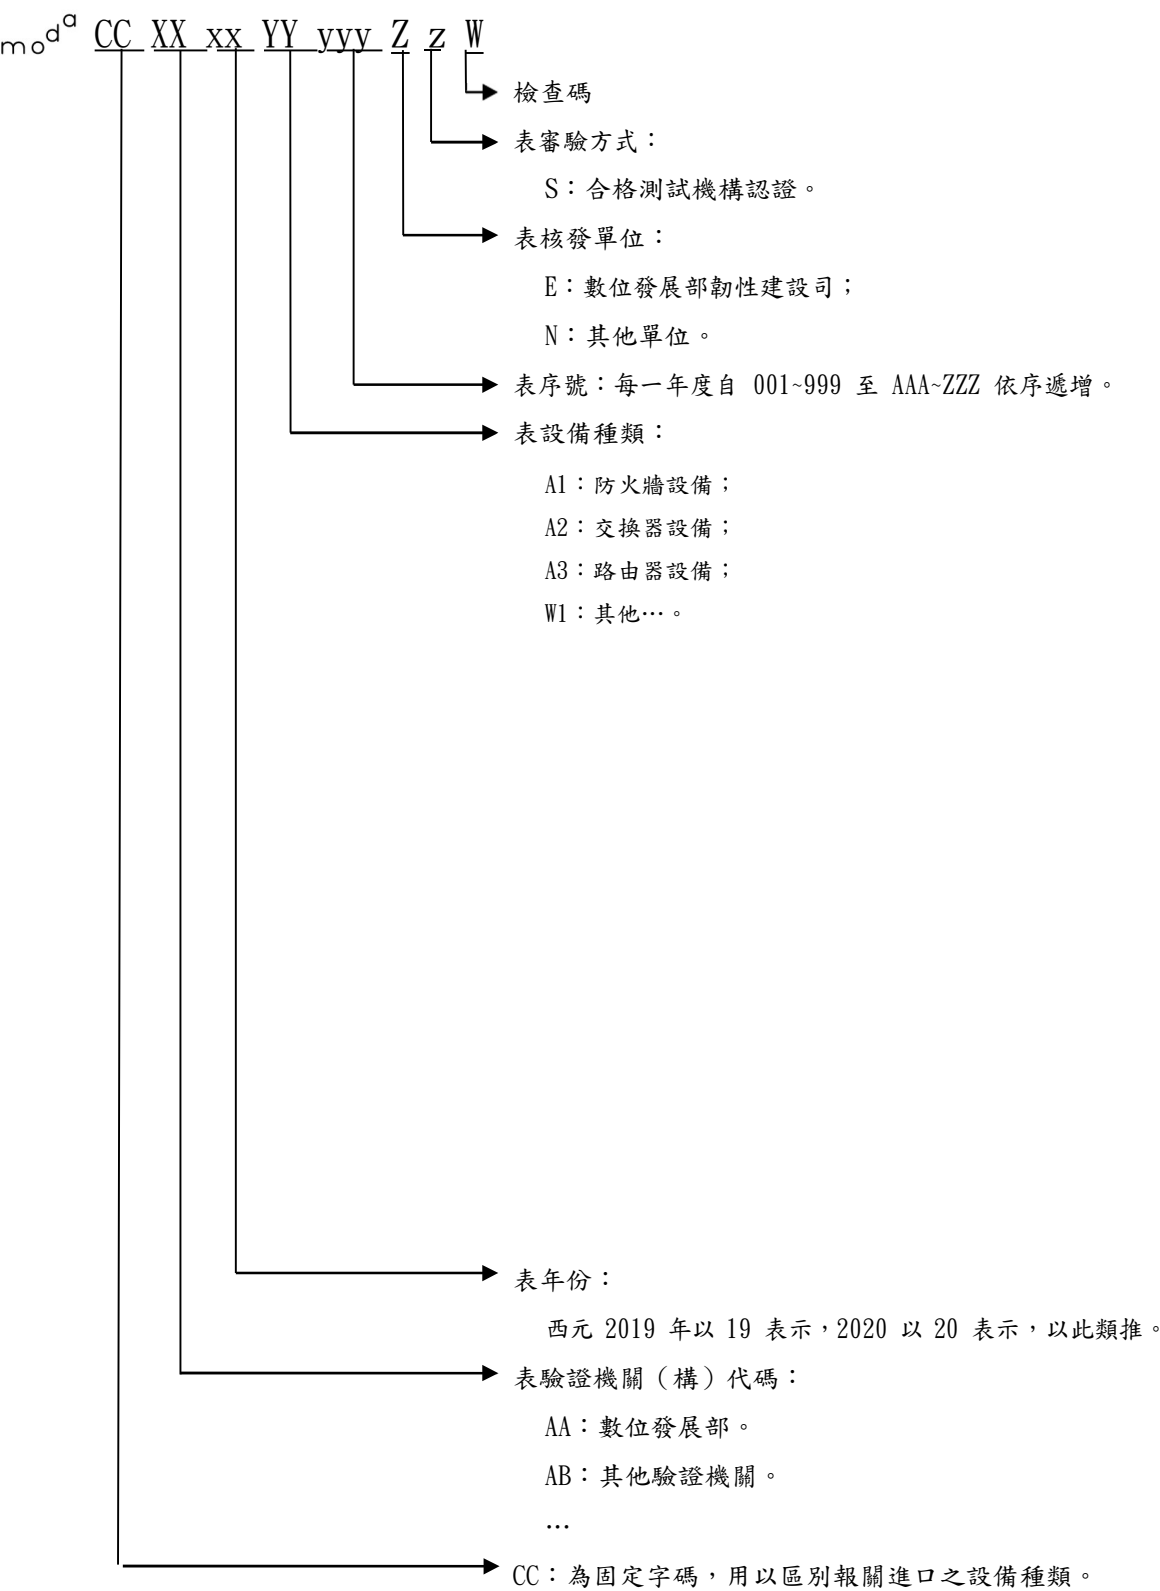 moda CC XX xx YY yyy Z z W
檢查碼
表審驗方式：
S：合格測試機構認證。
表核發單位：
E：數位發展部韌性建設司；
N：其他單位。
表序號：每一年度自 001~999 至 AAA~ZZZ 依序遞增。
表設備種類：
A1：防火牆設備；
A2：交換器設備；
A3：路由器設備；
W1：其他…。
表年份：
西元 2019 年以 19 表示，2020 以 20 表示，以此類推。
表驗證機關（構）代碼：
AA：數位發展部。
AB：其他驗證機關。
…
CC：為固定字碼，用以區別報關進口之設備種類。